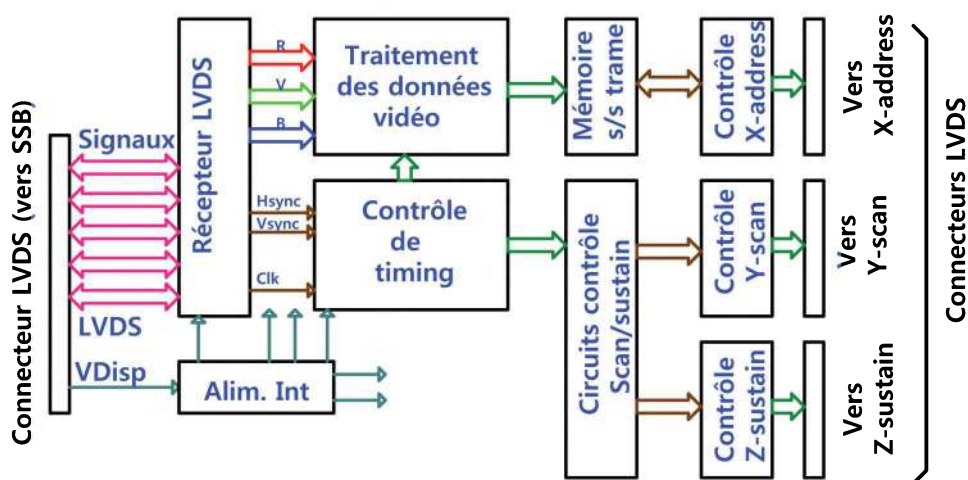 Connecteur LVDS (vers SSB)
Signaux
LVDS
VDisp
Récepteur LVDS
Alim. Int
R
V
B
Hsync
Vsync
Clk
Traitement
des données
vidéo
Contrôle
de
timing
Mémoire
s/s trame
Circuits contrôle
Scan/sustain
Contrôle
X-address
Contrôle
Y-scan
Contrôle
Z-sustain
Vers
X-address
Vers
Y-scan
Vers
Z-sustain
Connecteurs LVDS